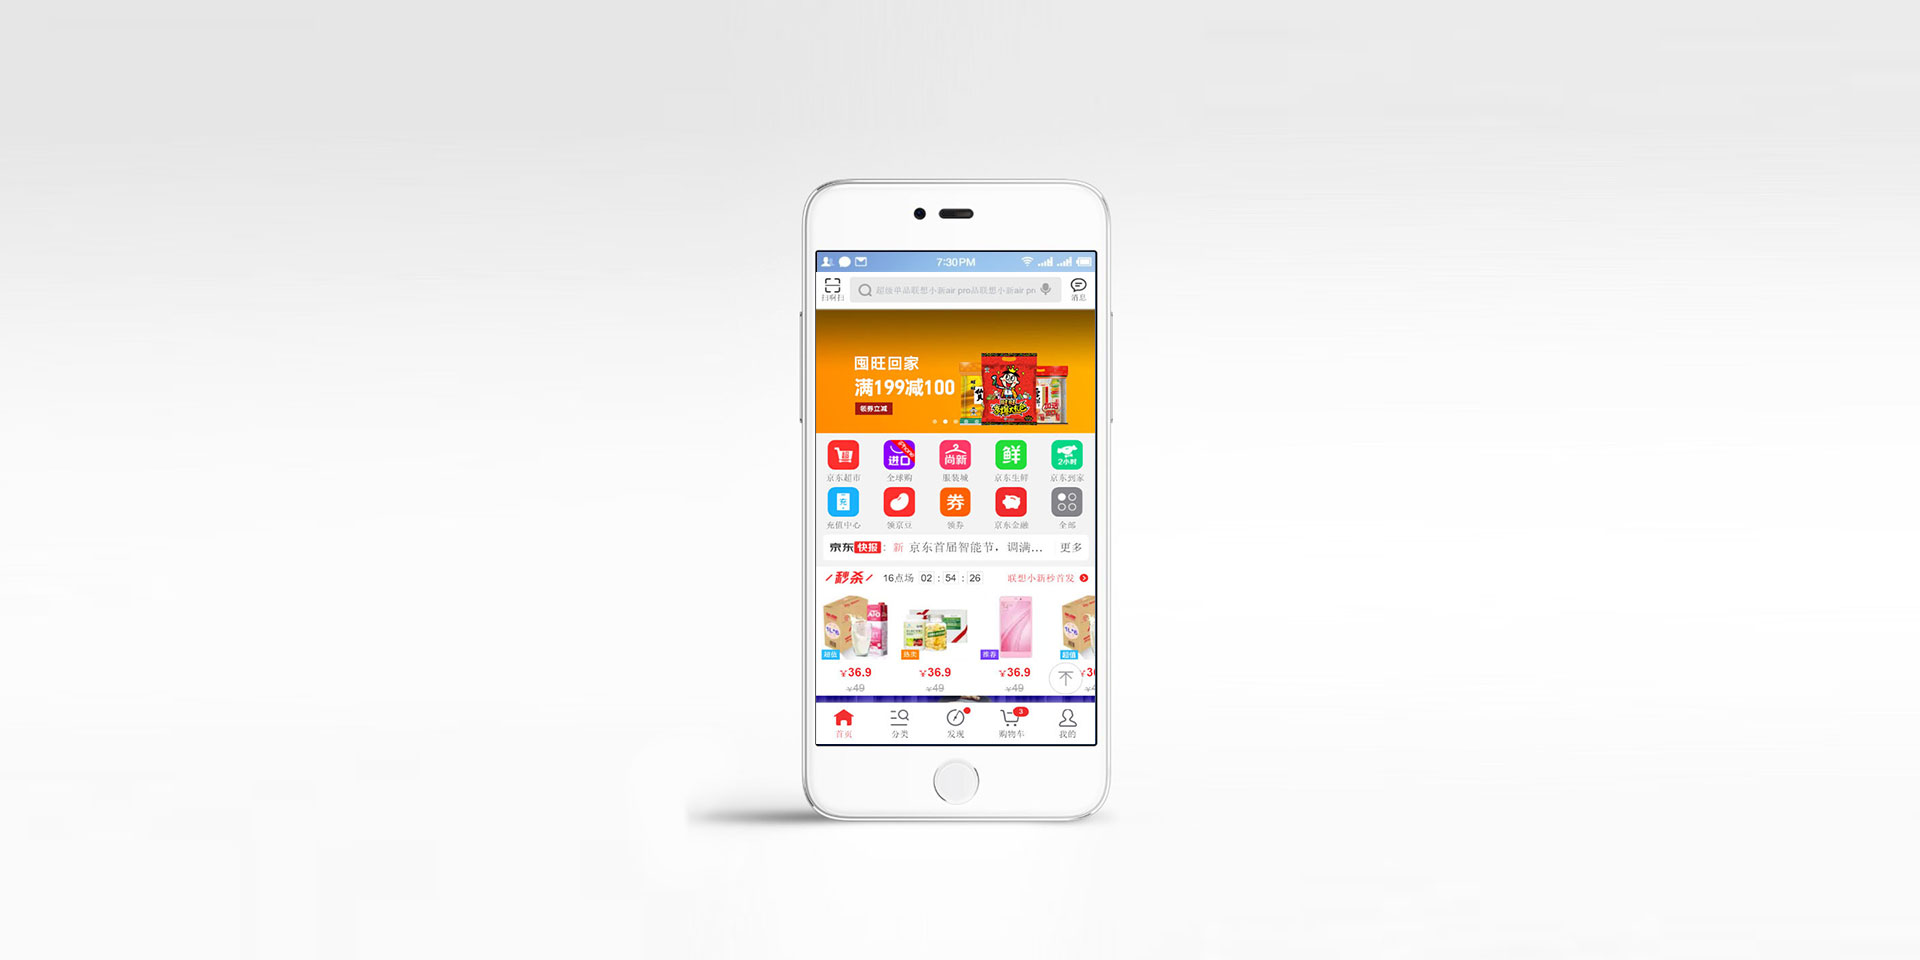 7:30PM
扫啊扫
超级单品联想小新air pro品联想小新air pro
消息
囤旺回家
满199减100
领券立减
超
进口
iPhone
尚新
鲜
2小时
京东超市
全球购
服装城
京东生鲜
京东到家
充
券
充值中心
领京豆
领券
京东金融
全部
京东快报: 新 京东首届智能节，调满... 更多
秒杀 16点场 02 : 54 : 26 联想小新秒首发
超值
推荐
超值
¥36.9 ¥36.9 ¥36.9
¥49 ¥49 ¥49
3
首页 分类 发现 购物车 我的